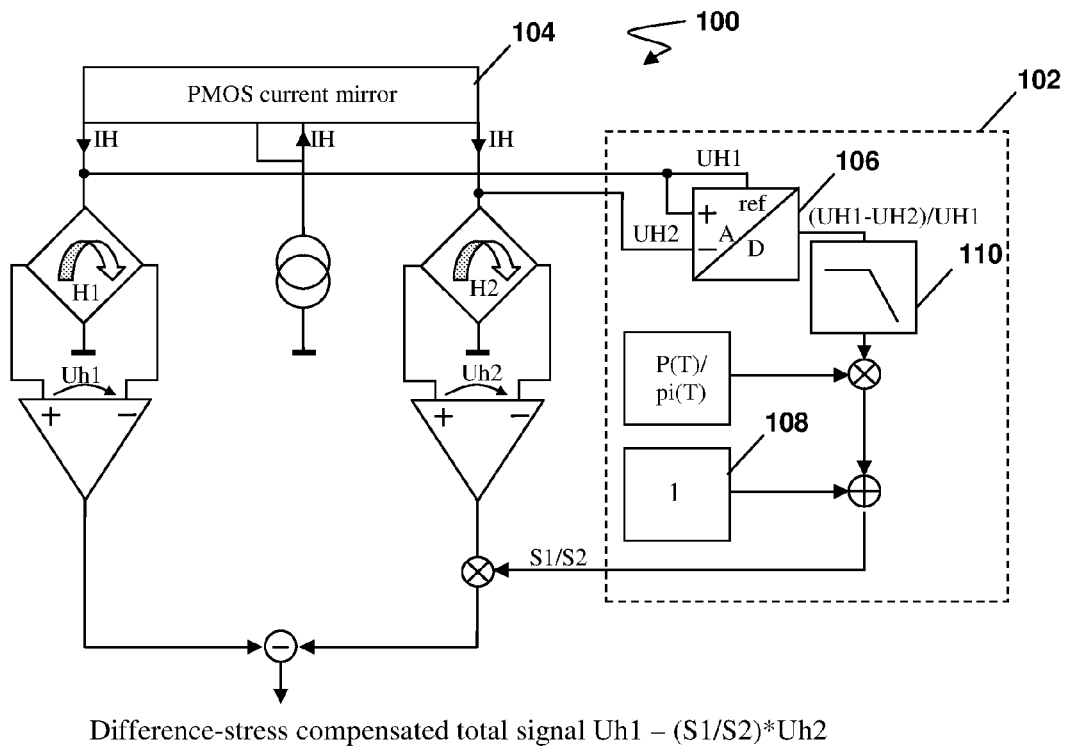 100
104
PMOS current mirror
102
IH
IH
IH
UH1
106
ref
+
(UH1-UH2)/UH1
UH2
−
A
D
110
H1
H2
P(T)/
pi(T)
Uh1
Uh2
+ −
+ −
108
1
S1/S2
−
Difference-stress compensated total signal Uh1 – (S1/S2)*Uh2